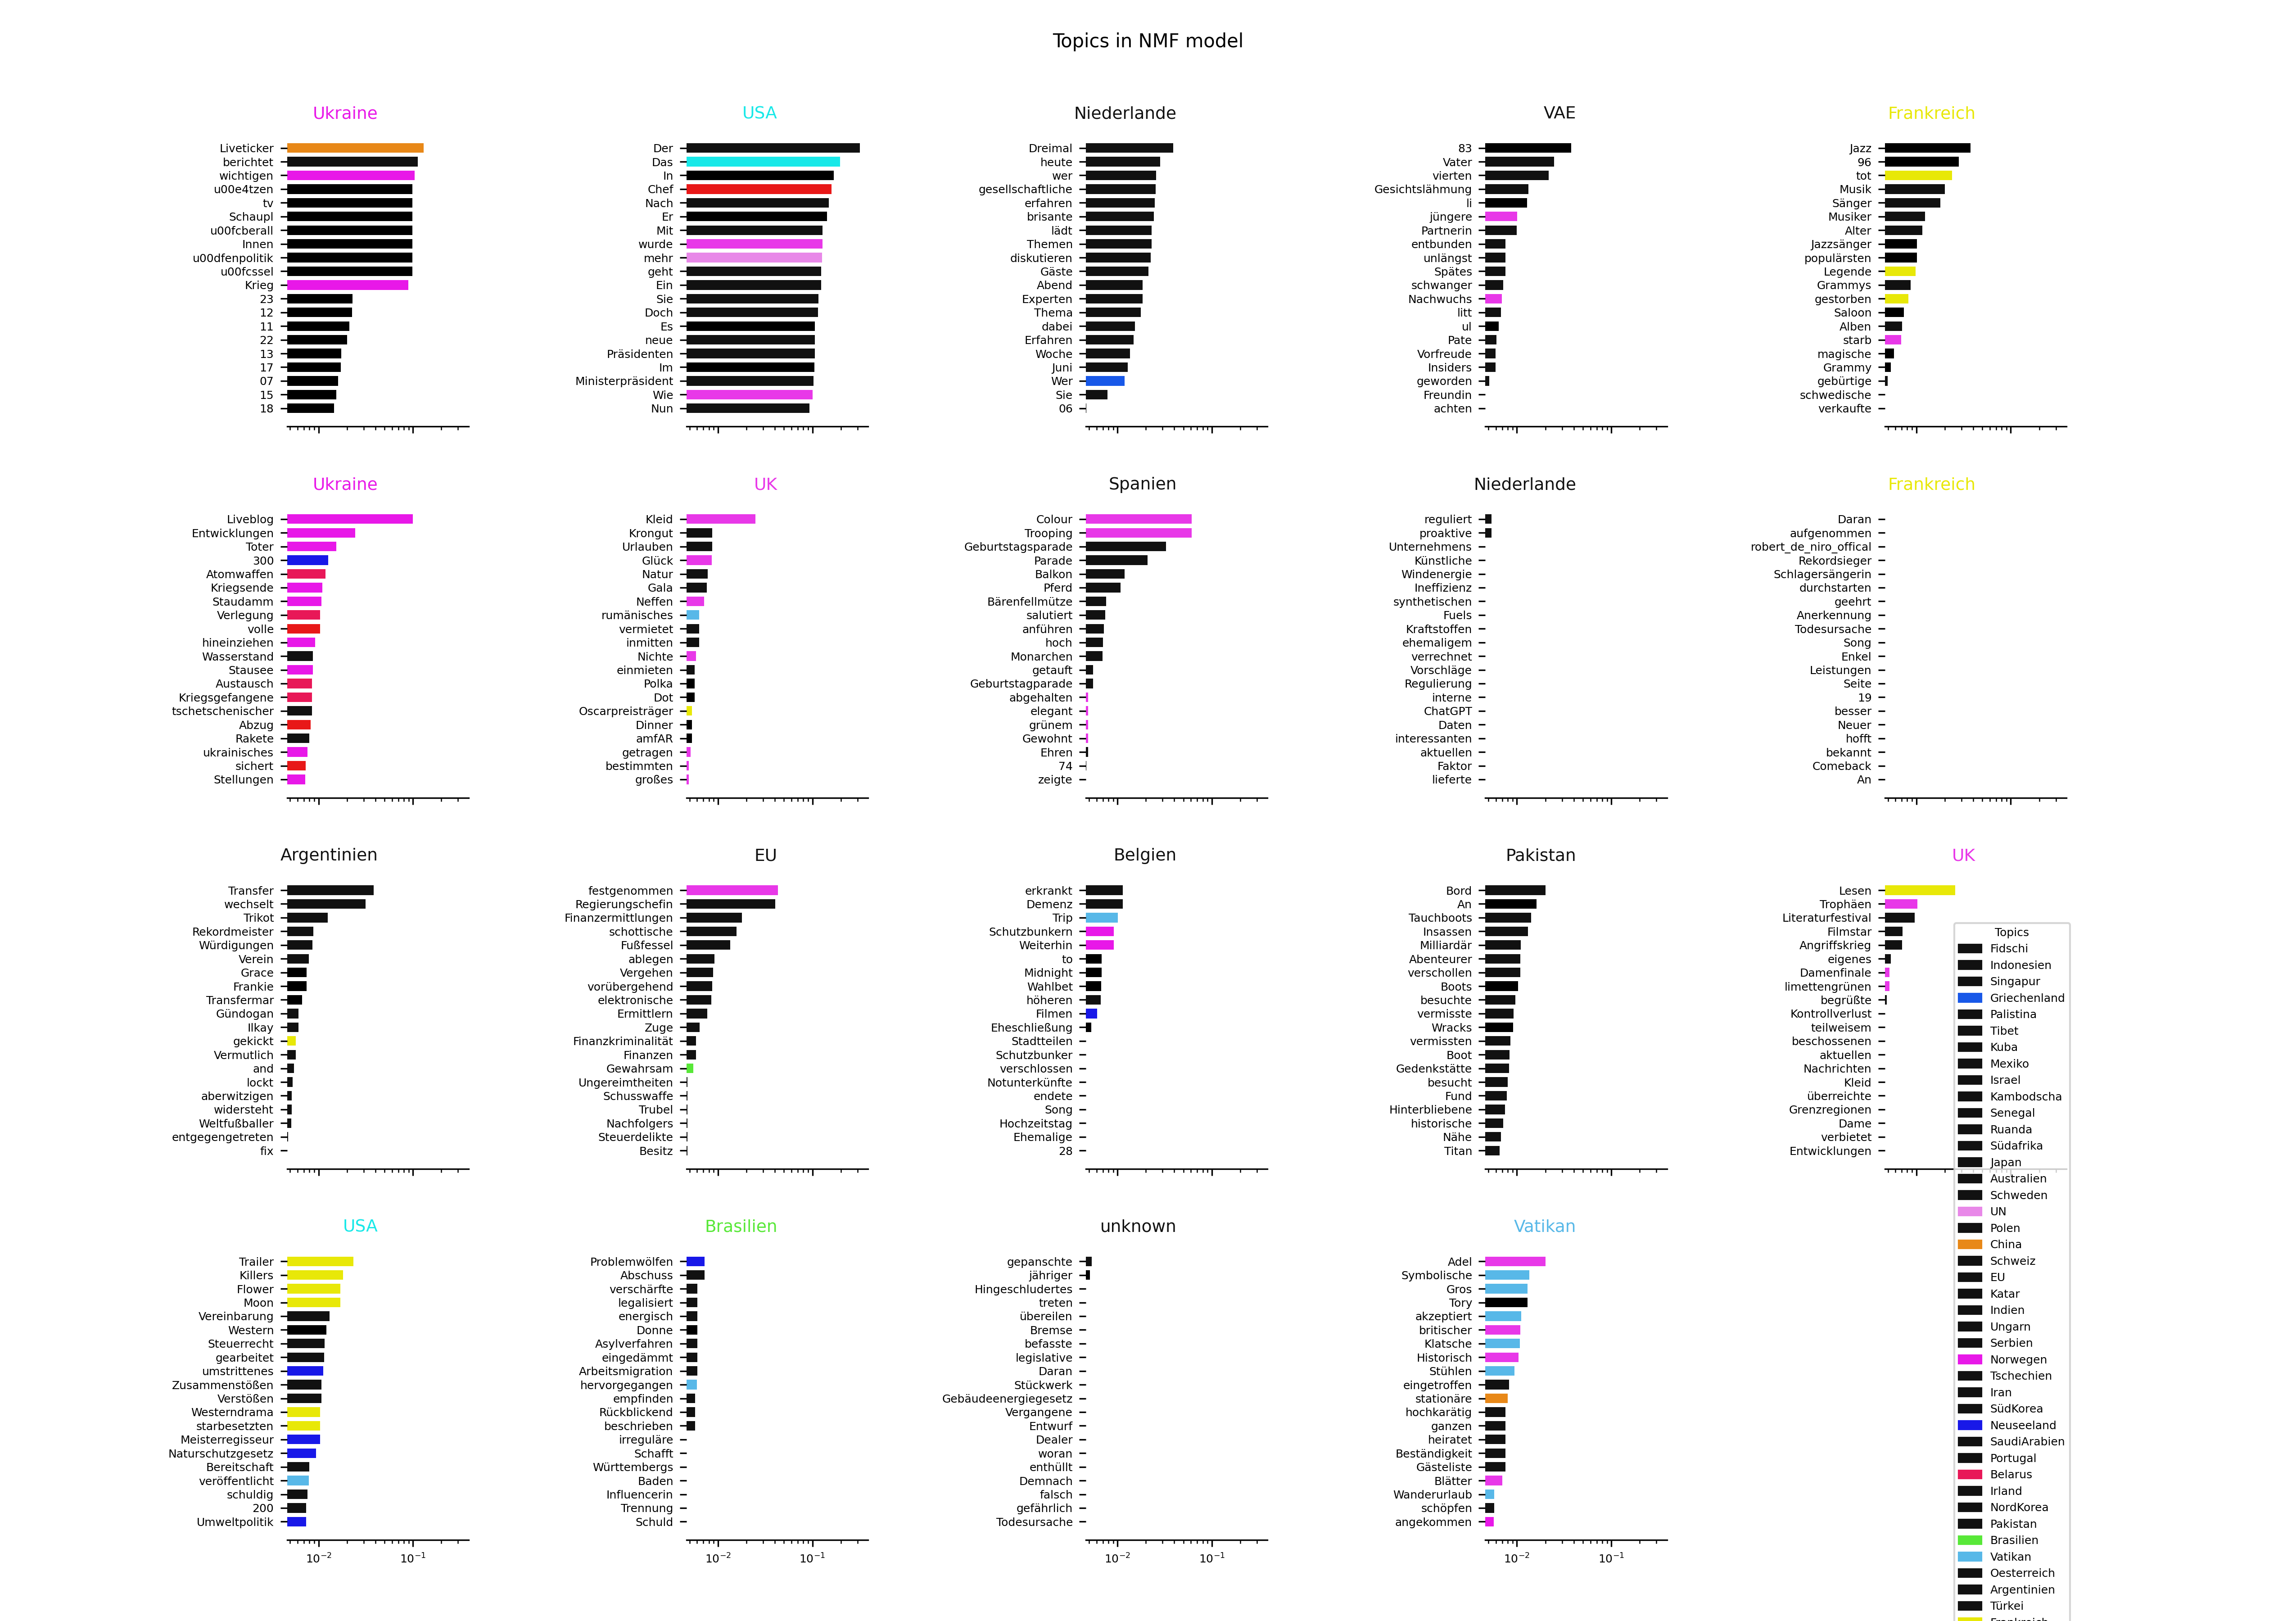 Topics in NMF model
Ukraine
Liveticker
berichtet
wichtigen
u00e4tzen
tv
Schaupl
u00fcberall
Innen
u00dfenpolitik
u00fcssel
Krieg
23
12
11
22
13
17
07
15
18
USA
Der
Das
In
Chef
Nach
Er
Mit
wurde
mehr
geht
Ein
Sie
Doch
Es
neue
Präsidenten
Im
Ministerpräsident
Wie
Nun
Niederlande
Dreimal
heute
wer
gesellschaftliche
erfahren
brisante
lädt
Themen
diskutieren
Gäste
Abend
Experten
Thema
dabei
Erfahren
Woche
Juni
Wer
Sie
06
VAE
83
Vater
vierten
Gesichtslähmung
li
jüngere
Partnerin
entbunden
unlängst
Spätes
schwanger
Nachwuchs
litt
ul
Pate
Vorfreude
Insiders
geworden
Freundin
achten
Frankreich
Jazz
96
tot
Musik
Sänger
Musiker
Alter
Jazzsänger
populärsten
Legende
Grammys
gestorben
Saloon
Alben
starb
magische
Grammy
gebürtige
schwedische
verkaufte
Ukraine
Liveblog
Entwicklungen
Toter
300
Atomwaffen
Kriegsende
Staudamm
Verlegung
volle
hineinziehen
Wasserstand
Stausee
Austausch
Kriegsgefangene
tschetschenischer
Abzug
Rakete
ukrainisches
sichert
Stellungen
UK
Kleid
Krongut
Urlauben
Glück
Natur
Gala
Neffen
rumänisches
vermietet
inmitten
Nichte
einmieten
Polka
Dot
Oscarpreisträger
Dinner
amfAR
getragen
bestimmten
großes
Spanien
Colour
Trooping
Geburtstagsparade
Parade
Balkon
Pferd
Bärenfellmütze
salutiert
anführen
hoch
Monarchen
getauft
Geburtstagparade
abgehalten
elegant
grünem
Gewohnt
Ehren
74
zeigte
Niederlande
reguliert
proaktive
Unternehmens
Künstliche
Windenergie
Ineffizienz
synthetischen
Fuels
Kraftstoffen
ehemaligem
verrechnet
Vorschläge
Regulierung
interne
ChatGPT
Daten
interessanten
aktuellen
Faktor
lieferte
Frankreich
Daran
aufgenommen
robert_de_niro_offical
Rekordsieger
Schlagersängerin
durchstarten
geehrt
Anerkennung
Todesursache
Song
Enkel
Leistungen
Seite
19
besser
Neuer
hofft
bekannt
Comeback
An
Argentinien
Transfer
wechselt
Trikot
Rekordmeister
Würdigungen
Verein
Grace
Frankie
Transfermar
Gündogan
Ilkay
gekickt
Vermutlich
and
lockt
aberwitzigen
widersteht
Weltfußballer
entgegengetreten
fix
EU
festgenommen
Regierungschefin
Finanzermittlungen
schottische
Fußfessel
ablegen
Vergehen
vorübergehend
elektronische
Ermittlern
Zuge
Finanzkriminalität
Finanzen
Gewahrsam
Ungereimtheiten
Schusswaffe
Trubel
Nachfolgers
Steuerdelikte
Besitz
Belgien
erkrankt
Demenz
Trip
Schutzbunkern
Weiterhin
to
Midnight
Wahlbet
höheren
Filmen
Eheschließung
Stadtteilen
Schutzbunker
verschlossen
Notunterkünfte
endete
Song
Hochzeitstag
Ehemalige
28
Pakistan
Bord
An
Tauchboots
Insassen
Milliardär
Abenteurer
verschollen
Boots
besuchte
vermisste
Wracks
vermissten
Boot
Gedenkstätte
besucht
Fund
Hinterbliebene
historische
Nähe
Titan
UK
Lesen
Trophäen
Literaturfestival
Filmstar
Angriffskrieg
eigenes
Damenfinale
limettengrünen
begrüßte
Kontrollverlust
teilweisem
beschossenen
aktuellen
Nachrichten
Kleid
überreichte
Grenzregionen
Dame
verbietet
Entwicklungen
USA
Trailer
Killers
Flower
Moon
Vereinbarung
Western
Steuerrecht
gearbeitet
umstrittenes
Zusammenstößen
Verstößen
Westerndrama
starbesetzten
Meisterregisseur
Naturschutzgesetz
Bereitschaft
veröffentlicht
schuldig
200
Umweltpolitik
10⁻² 10⁻¹
Brasilien
Problemwölfen
Abschuss
verschärfte
legalisiert
energisch
Donne
Asylverfahren
eingedämmt
Arbeitsmigration
hervorgegangen
empfinden
Rückblickend
beschrieben
irreguläre
Schafft
Württembergs
Baden
Influencerin
Trennung
Schuld
10⁻² 10⁻¹
unknown
gepanschte
jähriger
Hingeschludertes
treten
übereilen
Bremse
befasste
legislative
Daran
Stückwerk
Gebäudeenergiegesetz
Vergangene
Entwurf
Dealer
woran
enthüllt
Demnach
falsch
gefährlich
Todesursache
10⁻² 10⁻¹
Vatikan
Adel
Symbolische
Gros
Tory
akzeptiert
britischer
Klatsche
Historisch
Stühlen
eingetroffen
stationäre
hochkarätig
ganzen
heiratet
Beständigkeit
Gästeliste
Blätter
Wanderurlaub
schöpfen
angekommen
10⁻² 10⁻¹
Topics
Fidschi
Indonesien
Singapur
Griechenland
Palistina
Tibet
Kuba
Mexiko
Israel
Kambodscha
Senegal
Ruanda
Südafrika
Japan
Australien
Schweden
UN
Polen
China
Schweiz
EU
Katar
Indien
Ungarn
Serbien
Norwegen
Tschechien
Iran
SüdKorea
Neuseeland
SaudiArabien
Portugal
Belarus
Irland
NordKorea
Pakistan
Brasilien
Vatikan
Oesterreich
Argentinien
Türkei
Frankreich